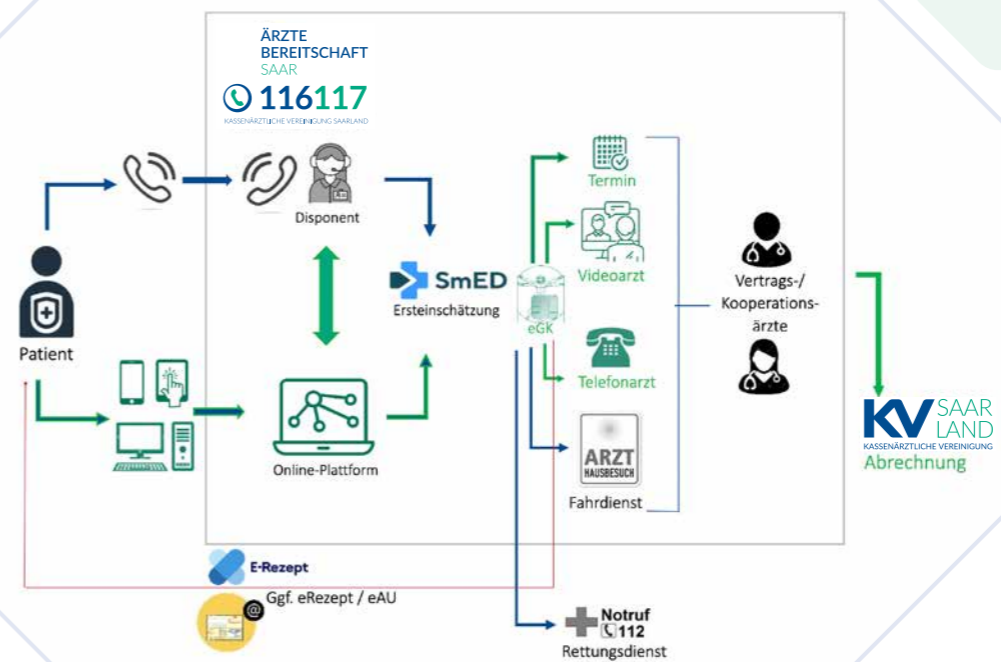 ÄRZTE
BEREITSCHAFT
SAAR
116117
KASSENÄRZTLICHE VEREINIGUNG SAARLAND
Disponent
Patient
SmED
Ersteinschätzung
eGK
Termin
Videoarzt
Telefonarzt
ARZT
HAUSBESUCH
Fahrdienst
Vertrags-/
Kooperations-
ärzte
Online-Plattform
KV SAAR
LAND
KASSENÄRZTLICHE VEREINIGUNG
Abrechnung
E-Rezept
@
Ggf. eRezept / eAU
Notruf
112
Rettungsdienst